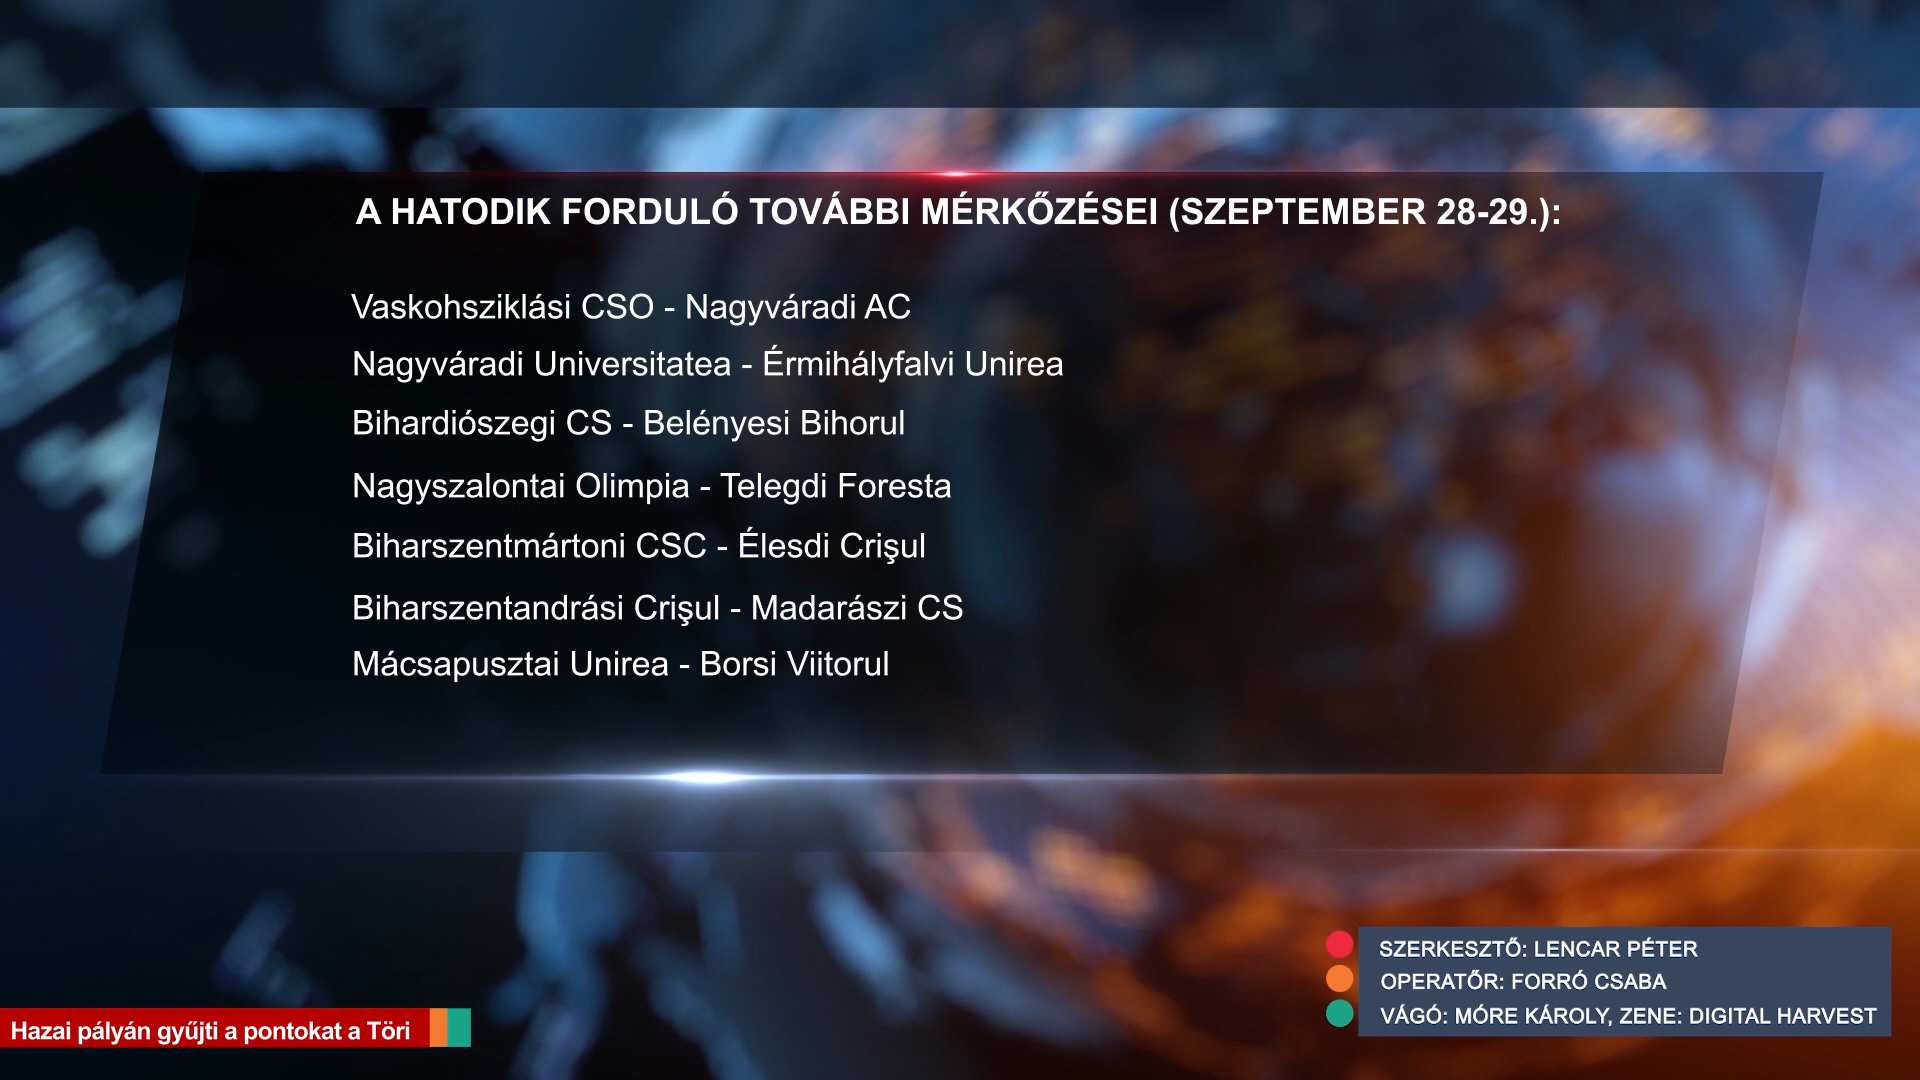 A HATODIK FORDULÓ TOVÁBBI MÉRKŐZÉSEI (SZEPTEMBER 28-29.):
Vaskohsziklási CSO - Nagyváradi AC
Nagyváradi Universitatea - Érmihályfalvi Unirea
Bihardiószegi CS - Belényesi Bihorul
Nagyszalontai Olimpia - Telegdi Foresta
Biharszentmártoni CSC - Élesdi Crişul
Biharszentandrási Crişul - Madarászi CS
Mácsapusztai Unirea - Borsi Viitorul
SZERKESZTŐ: LENCAR PÉTER
OPERATŐR: FORRÓ CSABA
VÁGÓ: MÓRE KÁROLY, ZENE: DIGITAL HARVEST
Hazai pályán gyűjti a pontokat a Töri